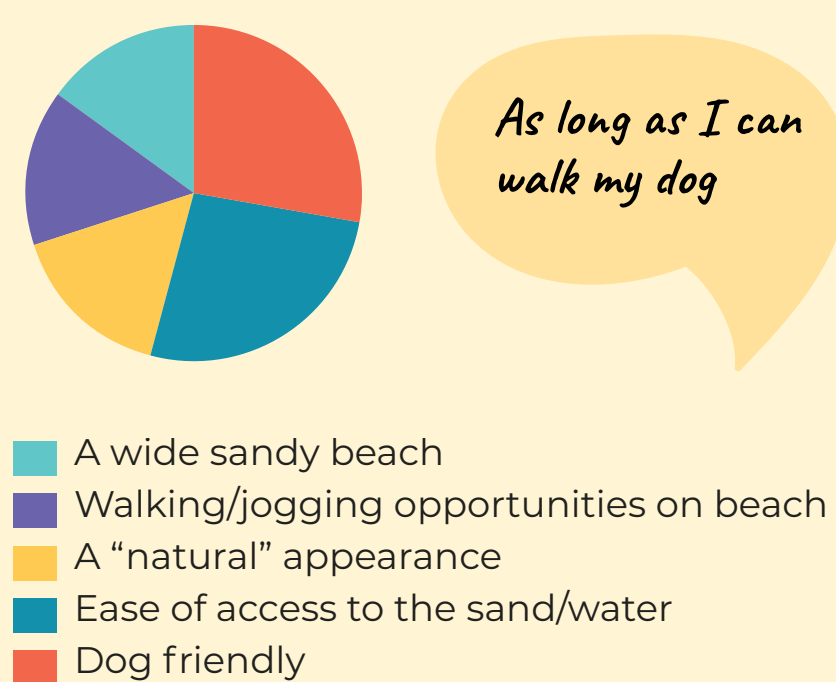 As long as I can
walk my dog
A wide sandy beach
Walking/jogging opportunities on beach
A “natural” appearance
Ease of access to the sand/water
Dog friendly